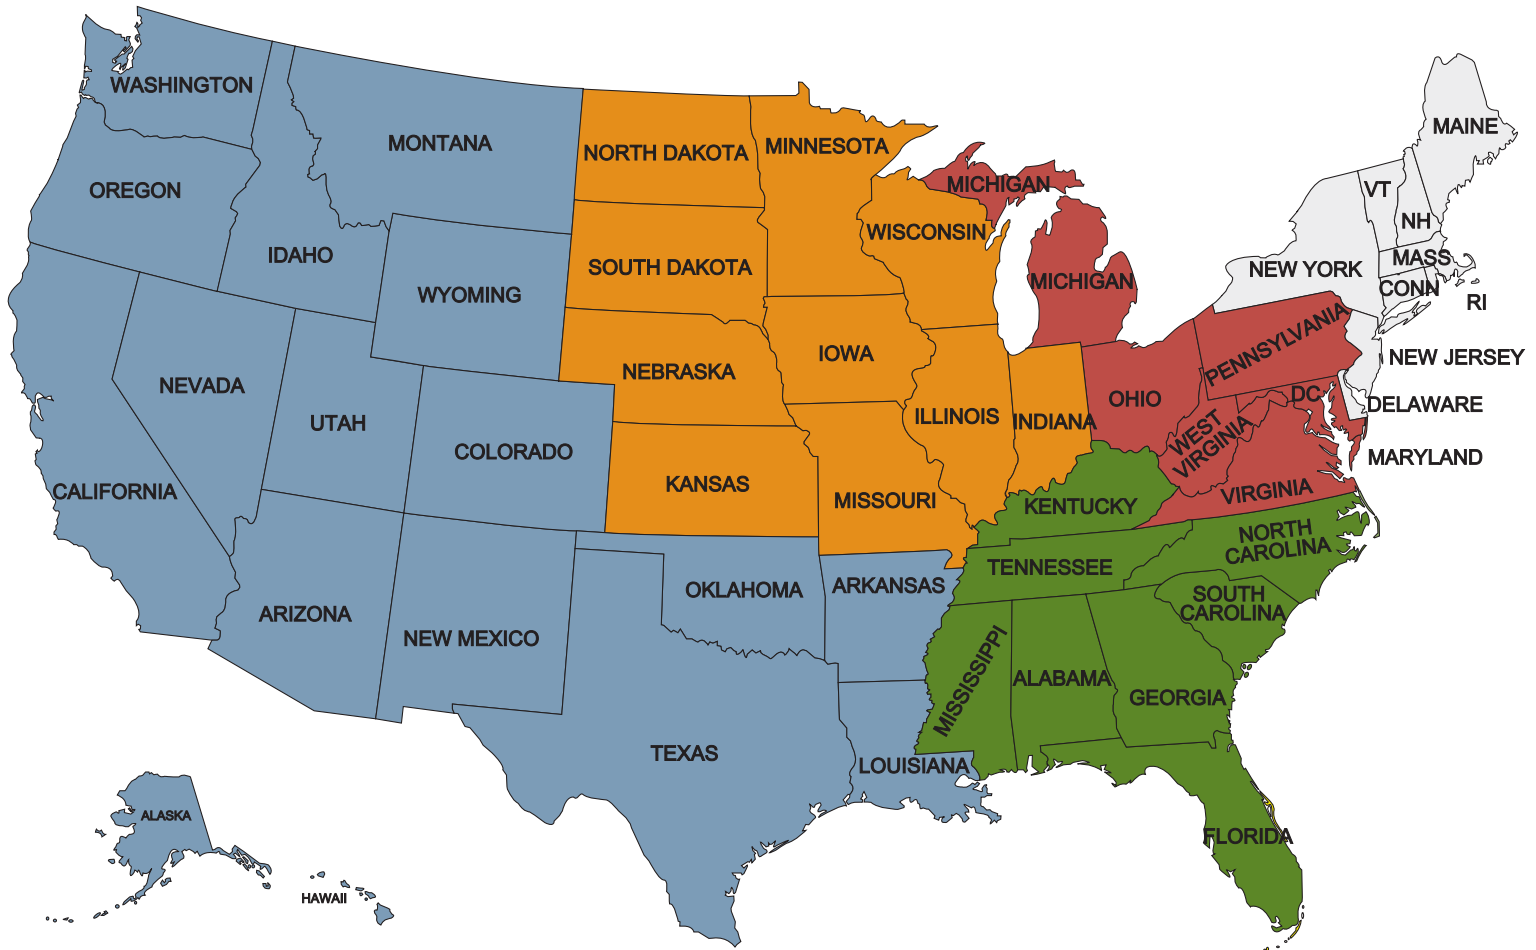 WASHINGTON
MONTANA
NORTH DAKOTA
MINNESOTA
MAINE
OREGON
IDAHO
WYOMING
SOUTH DAKOTA
WISCONSIN
MICHIGAN
MICHIGAN
VT
NH
NEW YORK
MASS
CONN
RI
NEVADA
UTAH
COLORADO
NEBRASKA
IOWA
ILLINOIS
INDIANA
OHIO
PENNSYLVANIA
NEW JERSEY
DC
DELAWARE
MARYLAND
WEST
VIRGINIA
VIRGINIA
CALIFORNIA
KANSAS
MISSOURI
KENTUCKY
NORTH
CAROLINA
ARIZONA
NEW MEXICO
OKLAHOMA
ARKANSAS
TENNESSEE
SOUTH
CAROLINA
MISSISSIPPI
ALABAMA
GEORGIA
TEXAS
LOUISIANA
FLORIDA
ALASKA
HAWAII